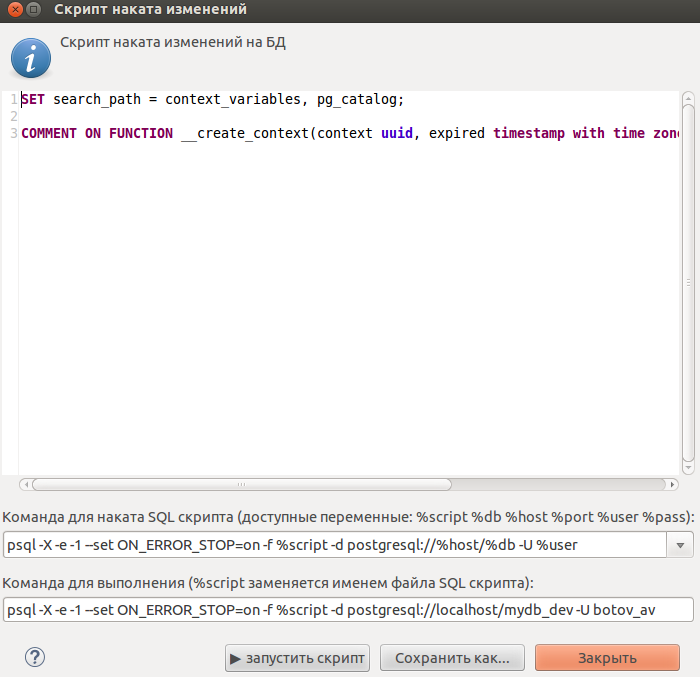 Скрипт наката изменений
Скрипт наката изменений на БД
1 SET search_path = context_variables, pg_catalog;
2
3 COMMENT ON FUNCTION __create_context(context uuid, expired timestamp with time zone
Команда для наката SQL скрипта (доступные переменные: %script %db %host %port %user %pass):
psql -X -e -1 --set ON_ERROR_STOP=on -f %script -d postgresql://%host/%db -U %user
Команда для выполнения (%script заменяется именем файла SQL скрипта):
psql -X -e -1 --set ON_ERROR_STOP=on -f %script -d postgresql://localhost/mydb_dev -U botov_av
? ▶ запустить скрипт Сохранить как... Закрыть